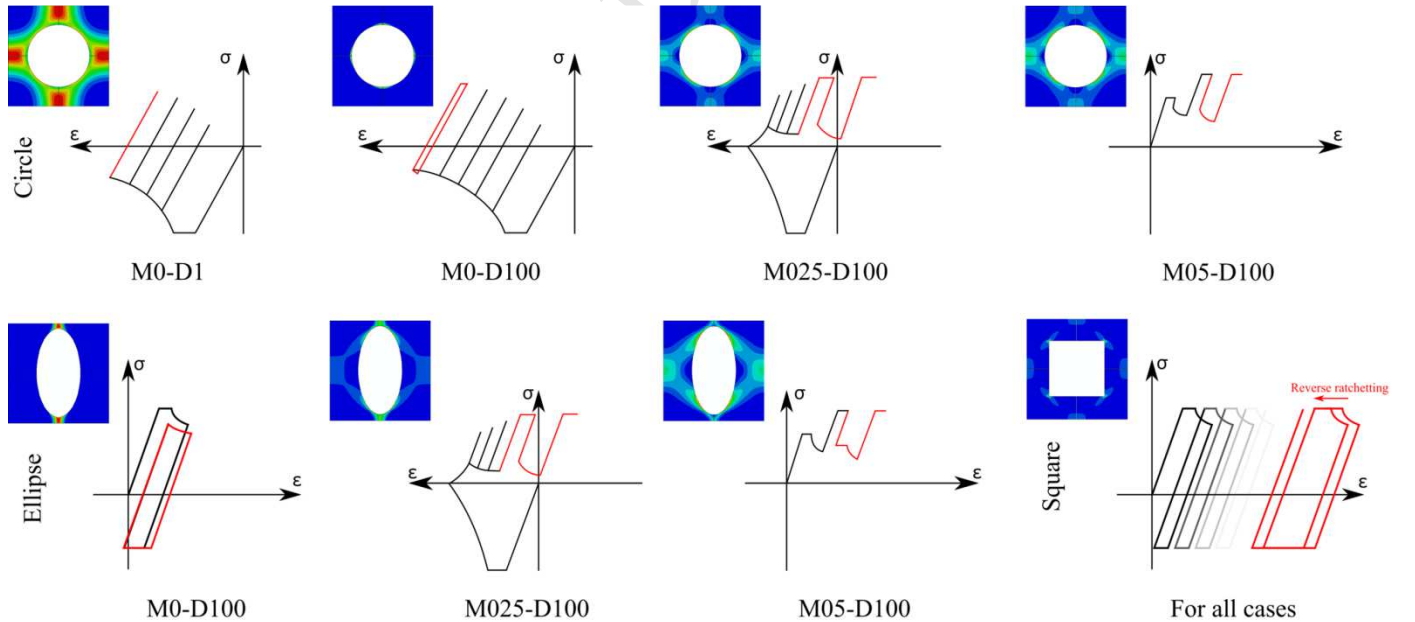 σ
σ
σ
σ
ε
ε
ε
ε
Circle
M0-D1
M0-D100
M025-D100
M05-D100
σ
σ
σ
σ
Reverse ratchetting
ε
ε
ε
ε
Ellipse
Square
M0-D100
M025-D100
M05-D100
For all cases